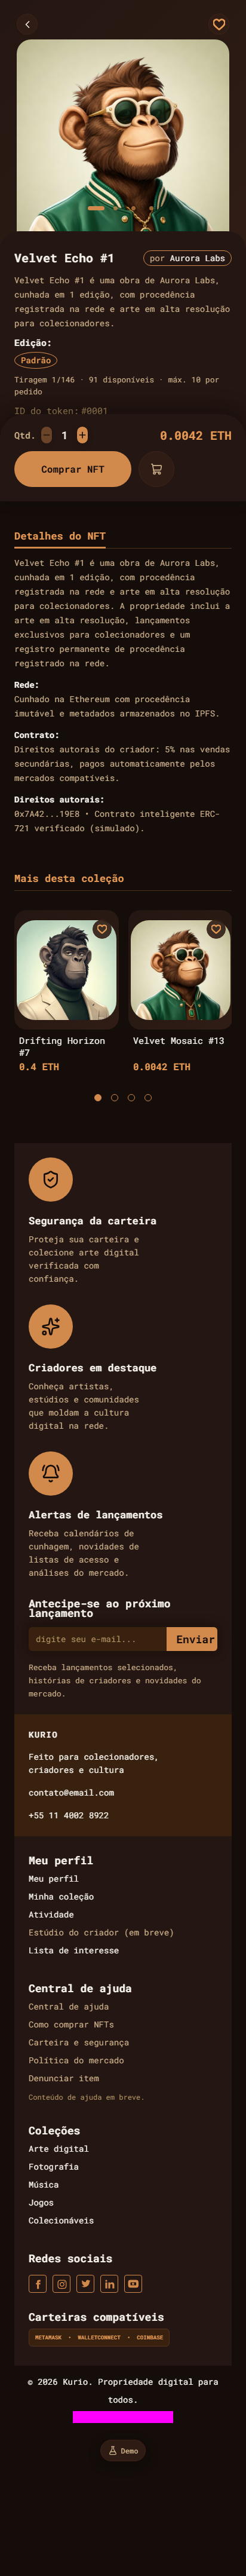 Velvet Echo #1
por Aurora Labs
Velvet Echo #1 é uma obra de Aurora Labs,
cunhada em 1 edição, com procedência
registrada na rede e arte em alta resolução
para colecionadores.
Edição:
Padrão
Tiragem 1/146 · 91 disponíveis · máx. 10 por
pedido
ID do token: #0001
Qtd. − 1 + 0.0042 ETH
Comprar NFT
Detalhes do NFT
Velvet Echo #1 é uma obra de Aurora Labs,
cunhada em 1 edição, com procedência
registrada na rede e arte em alta resolução
para colecionadores. A propriedade inclui a
arte em alta resolução, lançamentos
exclusivos para colecionadores e um
registro permanente de procedência
registrado na rede.
Rede:
Cunhado na Ethereum com procedência
imutável e metadados armazenados no IPFS.
Contrato:
Direitos autorais do criador: 5% nas vendas
secundárias, pagos automaticamente pelos
mercados compatíveis.
Direitos autorais:
0x7A42...19E8 • Contrato inteligente ERC-
721 verificado (simulado).
Mais desta coleção
Drifting Horizon
#7
0.4 ETH
Velvet Mosaic #13
0.0042 ETH
Segurança da carteira
Proteja sua carteira e
colecione arte digital
verificada com
confiança.
Criadores em destaque
Conheça artistas,
estúdios e comunidades
que moldam a cultura
digital na rede.
Alertas de lançamentos
Receba calendários de
cunhagem, novidades de
listas de acesso e
análises do mercado.
Antecipe-se ao próximo
lançamento
digite seu e-mail...
Enviar
Receba lançamentos selecionados,
histórias de criadores e novidades do
mercado.
KURIO
Feito para colecionadores,
criadores e cultura
contato@email.com
+55 11 4002 8922
Meu perfil
Meu perfil
Minha coleção
Atividade
Estúdio do criador (em breve)
Lista de interesse
Central de ajuda
Central de ajuda
Como comprar NFTs
Carteira e segurança
Política do mercado
Denunciar item
Conteúdo de ajuda em breve.
Coleções
Arte digital
Fotografia
Música
Jogos
Colecionáveis
Redes sociais
Carteiras compatíveis
METAMASK • WALLETCONNECT • COINBASE
© 2026 Kurio. Propriedade digital para
todos.
Demo